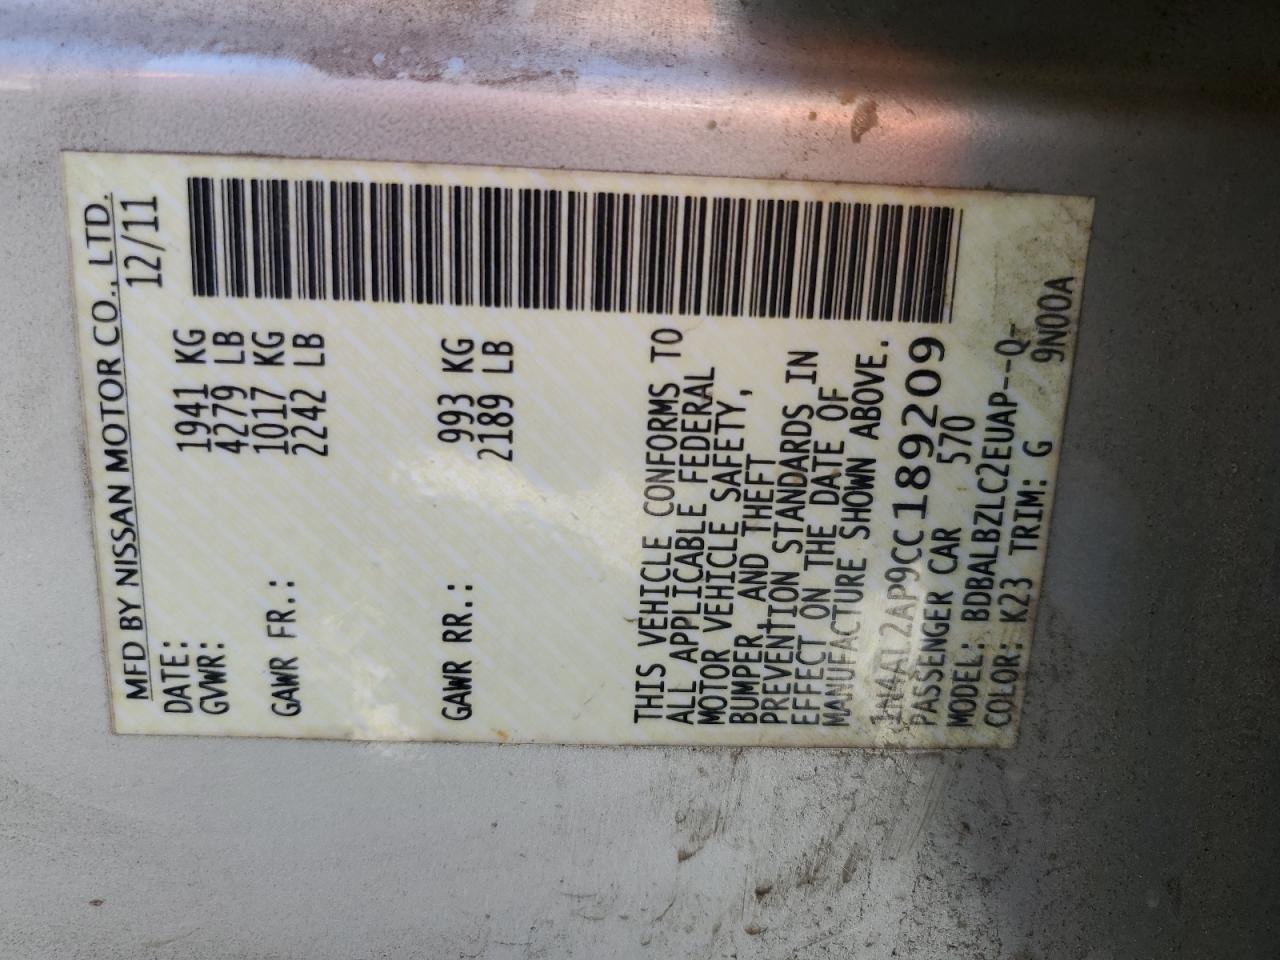 MFD BY NISSAN MOTOR CO., LTD.
DATE: 12/11
GVWR: 1941 KG
4279 LB
GAWR FR.: 1017 KG
2242 LB
GAWR RR.: 993 KG
2189 LB
THIS VEHICLE CONFORMS TO
ALL APPLICABLE FEDERAL
MOTOR VEHICLE SAFETY,
BUMPER, AND THEFT
PREVENTION STANDARDS IN
EFFECT ON THE DATE OF
MANUFACTURE SHOWN ABOVE.
1N4AL2AP9CC189209
PASSENGER CAR 570
MODEL: BDBALBZLC2EUAP--Q-
COLOR: K23 TRIM: G 9N00A